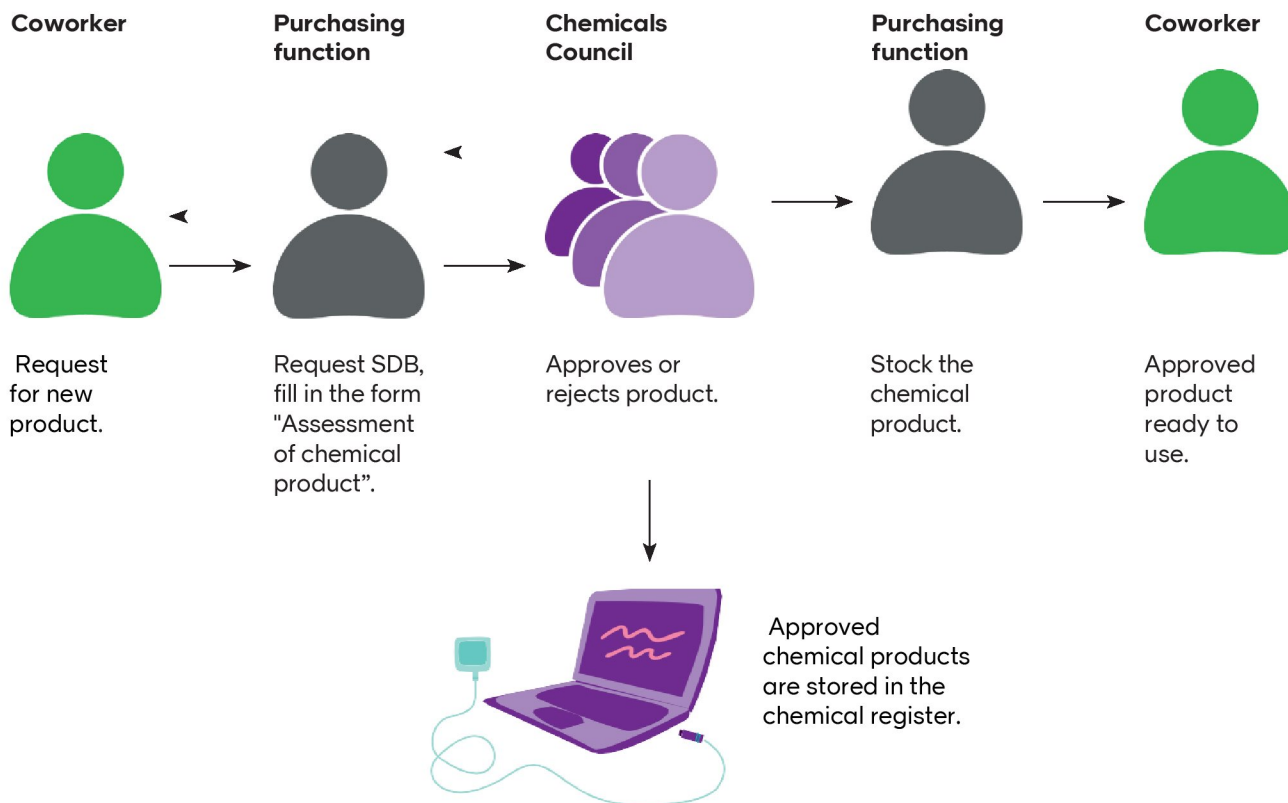 Coworker
Purchasing
function
Chemicals
Council
Purchasing
function
Coworker
Request
for new
product.
Request SDB,
fill in the form
"Assessment
of chemical
product”.
Approves or
rejects product.
Stock the
chemical
product.
Approved
product
ready to
use.
Approved
chemical products
are stored in the
chemical register.